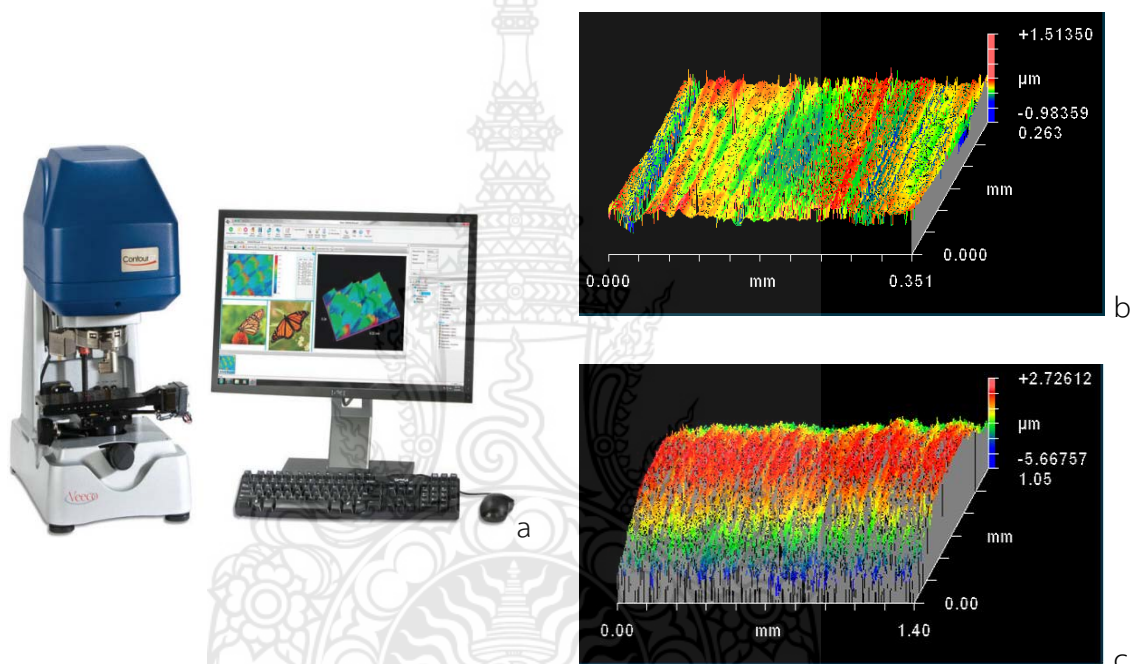 Contour
Veeco
a
+1.51350
µm
-0.98359
0.263
mm
0.000
0.000 mm 0.351
b
+2.72612
µm
-5.66757
1.05
mm
0.00
0.00 mm 1.40
c